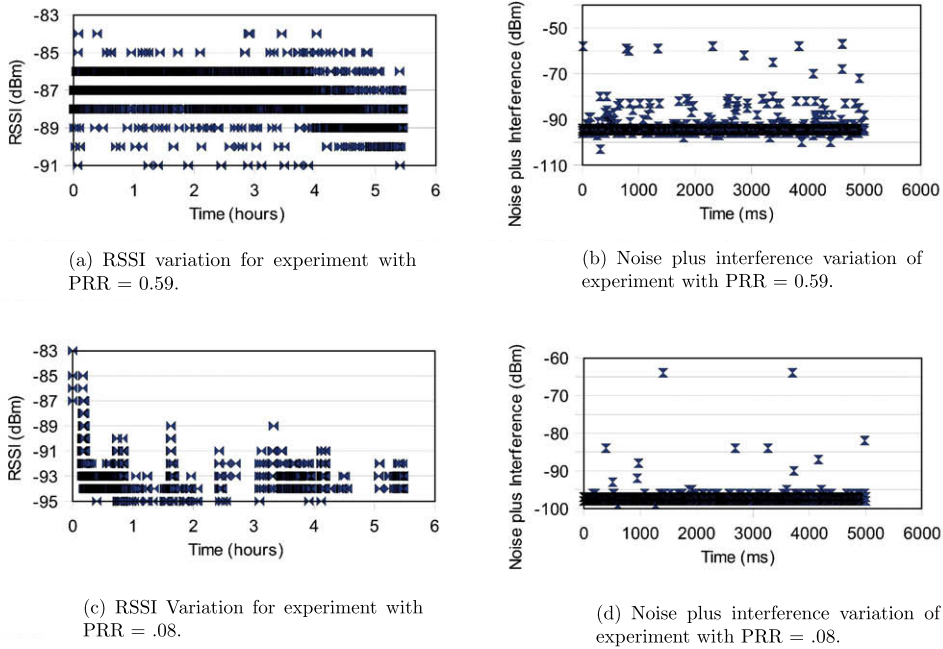 -83
-85
-87
-89
-91
RSSI (dBm)
0 1 2 3 4 5 6
Time (hours)
(a) RSSI variation for experiment with
PRR = 0.59.
-50
-70
-90
-110
Noise plus Interference (dBm)
0 1000 2000 3000 4000 5000 6000
Time (ms)
(b) Noise plus interference variation of
experiment with PRR = 0.59.
-83
-85
-87
-89
-91
-93
-95
RSSI (dBm)
0 1 2 3 4 5 6
Time (hours)
(c) RSSI Variation for experiment with
PRR = .08.
-60
-70
-80
-90
-100
Noise plus Interference (dBm)
0 1000 2000 3000 4000 5000 6000
Time (ms)
(d) Noise plus interference variation of
experiment with PRR = .08.